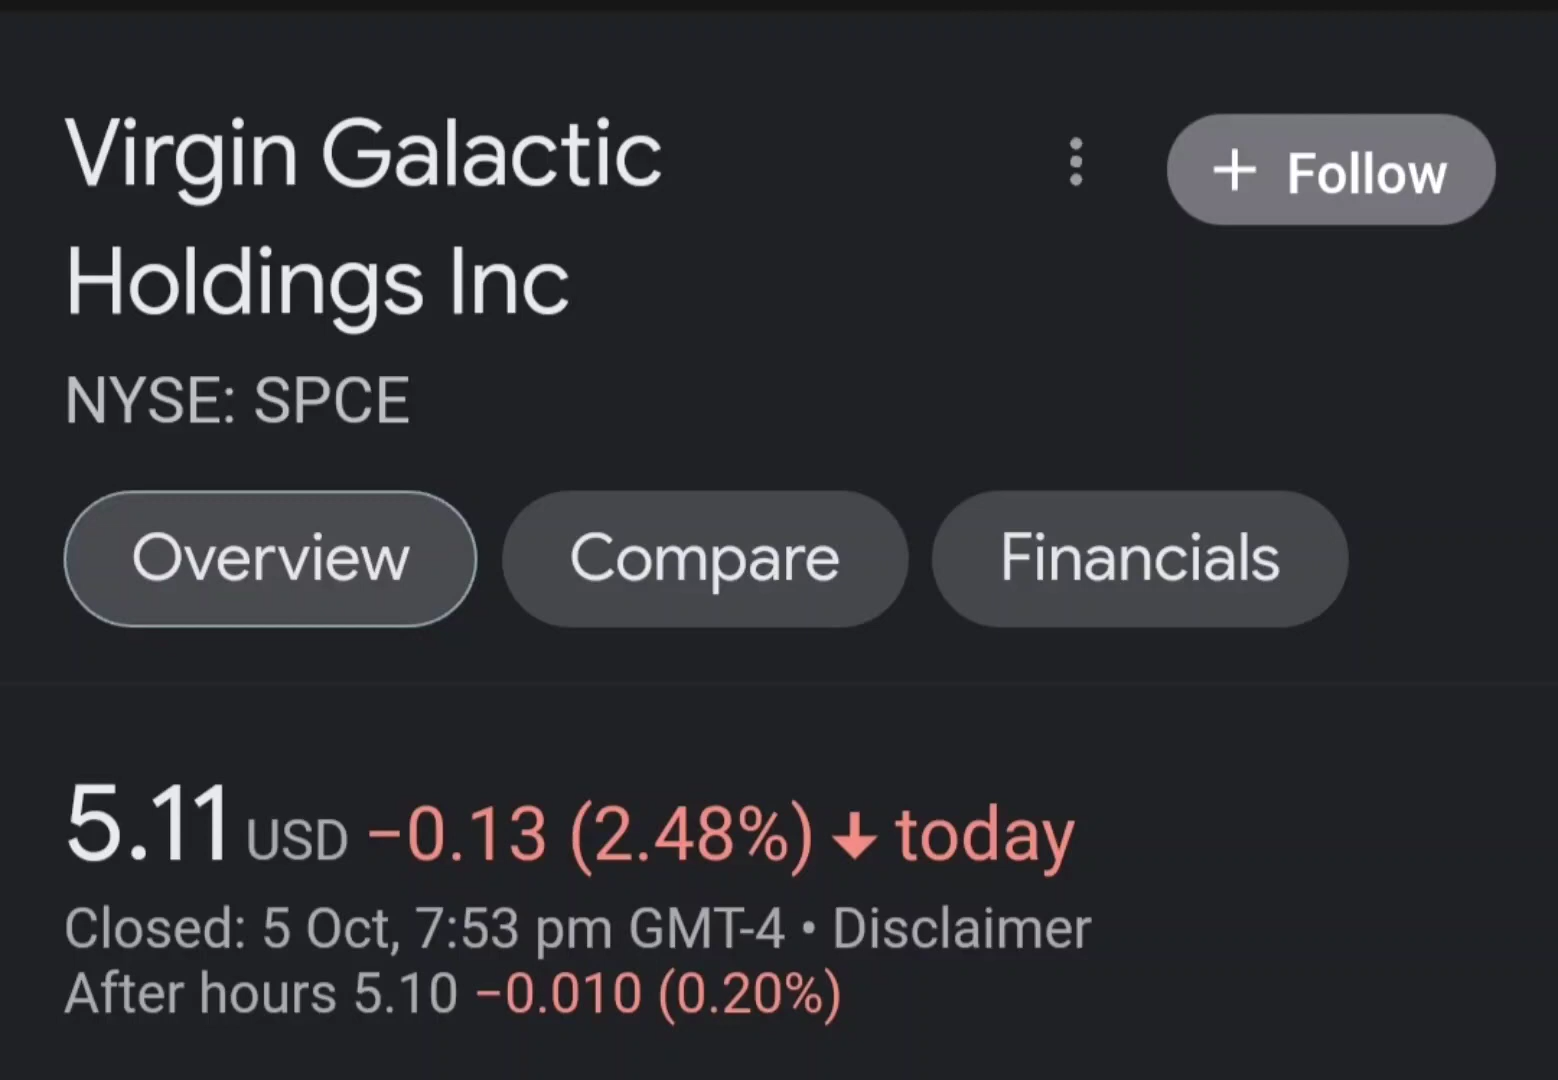 Virgin Galactic
Holdings Inc
+ Follow
NYSE: SPCE
Overview Compare Financials
5.11 USD −0.13 (2.48%) ↓ today
Closed: 5 Oct, 7:53 pm GMT-4 • Disclaimer
After hours 5.10 −0.010 (0.20%)